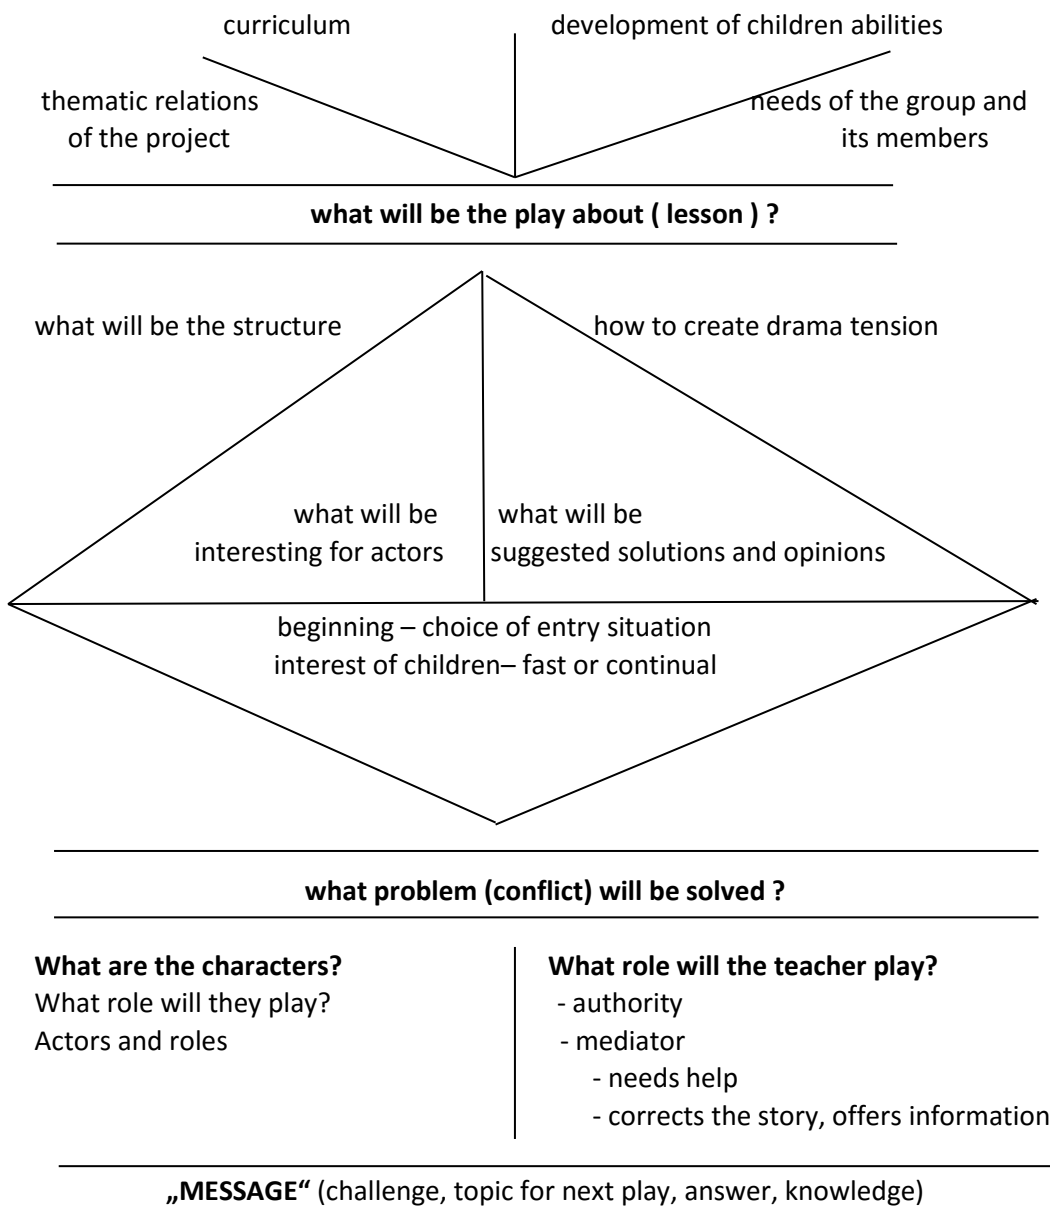 curriculum
development of children abilities
thematic relations
of the project
needs of the group and
its members
what will be the play about ( lesson ) ?
what will be the structure
how to create drama tension
what will be
interesting for actors
what will be
suggested solutions and opinions
beginning – choice of entry situation
interest of children– fast or continual
what problem (conflict) will be solved ?
What are the characters?
What role will they play?
Actors and roles
What role will the teacher play?
- authority
- mediator
- needs help
- corrects the story, offers information
„MESSAGE“ (challenge, topic for next play, answer, knowledge)